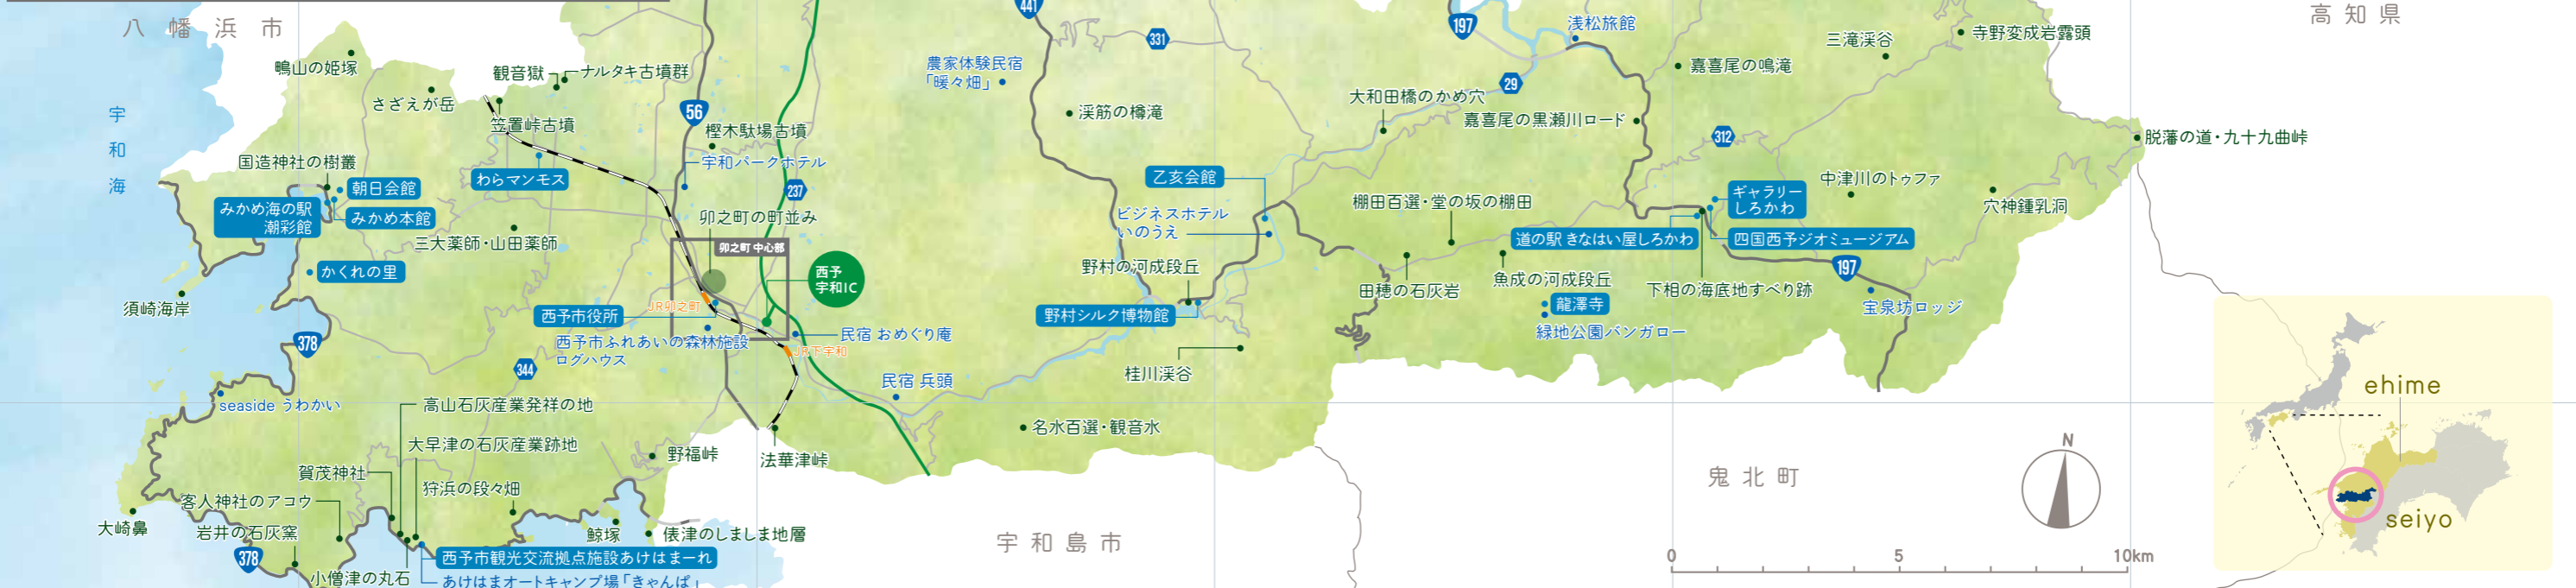 八幡浜市
441
197
浅松旅館
高知県
寺野変成岩露頭
三滝渓谷
331
鴫山の姫塚
観音獄
ナルタキ古墳群
農家体験民宿
「暖々畑」
嘉喜尾の鳴滝
29
さざえが岳
宇和海
56
渓筋の樽滝
大和田橋のかめ穴
嘉喜尾の黒瀬川ロード
312
脱藩の道・九十九曲峠
笠置峠古墳
樫木駄場古墳
国造神社の樹叢
宇和パークホテル
わらマンモス
朝日会館
乙亥会館
中津川のトゥファ
237
ギャラリー
しろかわ
みかめ海の駅
潮彩館
みかめ本館
棚田百選・堂の坂の棚田
穴神鍾乳洞
卯之町の町並み
ビジネスホテル
いのうえ
三大薬師・山田薬師
卯之町 中心部
道の駅 きなはい屋しろかわ
四国西予ジオミュージアム
かくれの里
西予
宇和IC
野村の河成段丘
197
須崎海岸
田穂の石灰岩
魚成の河成段丘
下相の海底地すべり跡
JR卯之町
龍澤寺
宝泉坊ロッジ
西予市役所
野村シルク博物館
緑地公園バンガロー
378
西予市ふれあいの森林施設
ログハウス
民宿 おめぐり庵
JR下宇和
344
桂川渓谷
民宿 兵頭
ehime
seaside うわかい
高山石灰産業発祥の地
名水百選・観音水
大早津の石灰産業跡地
N
野福峠
法華津峠
賀茂神社
鬼北町
狩浜の段々畑
客人神社のアコウ
大崎鼻
岩井の石灰窯
鯨塚
俵津のしましま地層
宇和島市
seiyo
378
西予市観光交流拠点施設あけはまーれ
0 5 10km
小僧津の丸石
あけはまオートキャンプ場「きゃんぱ」